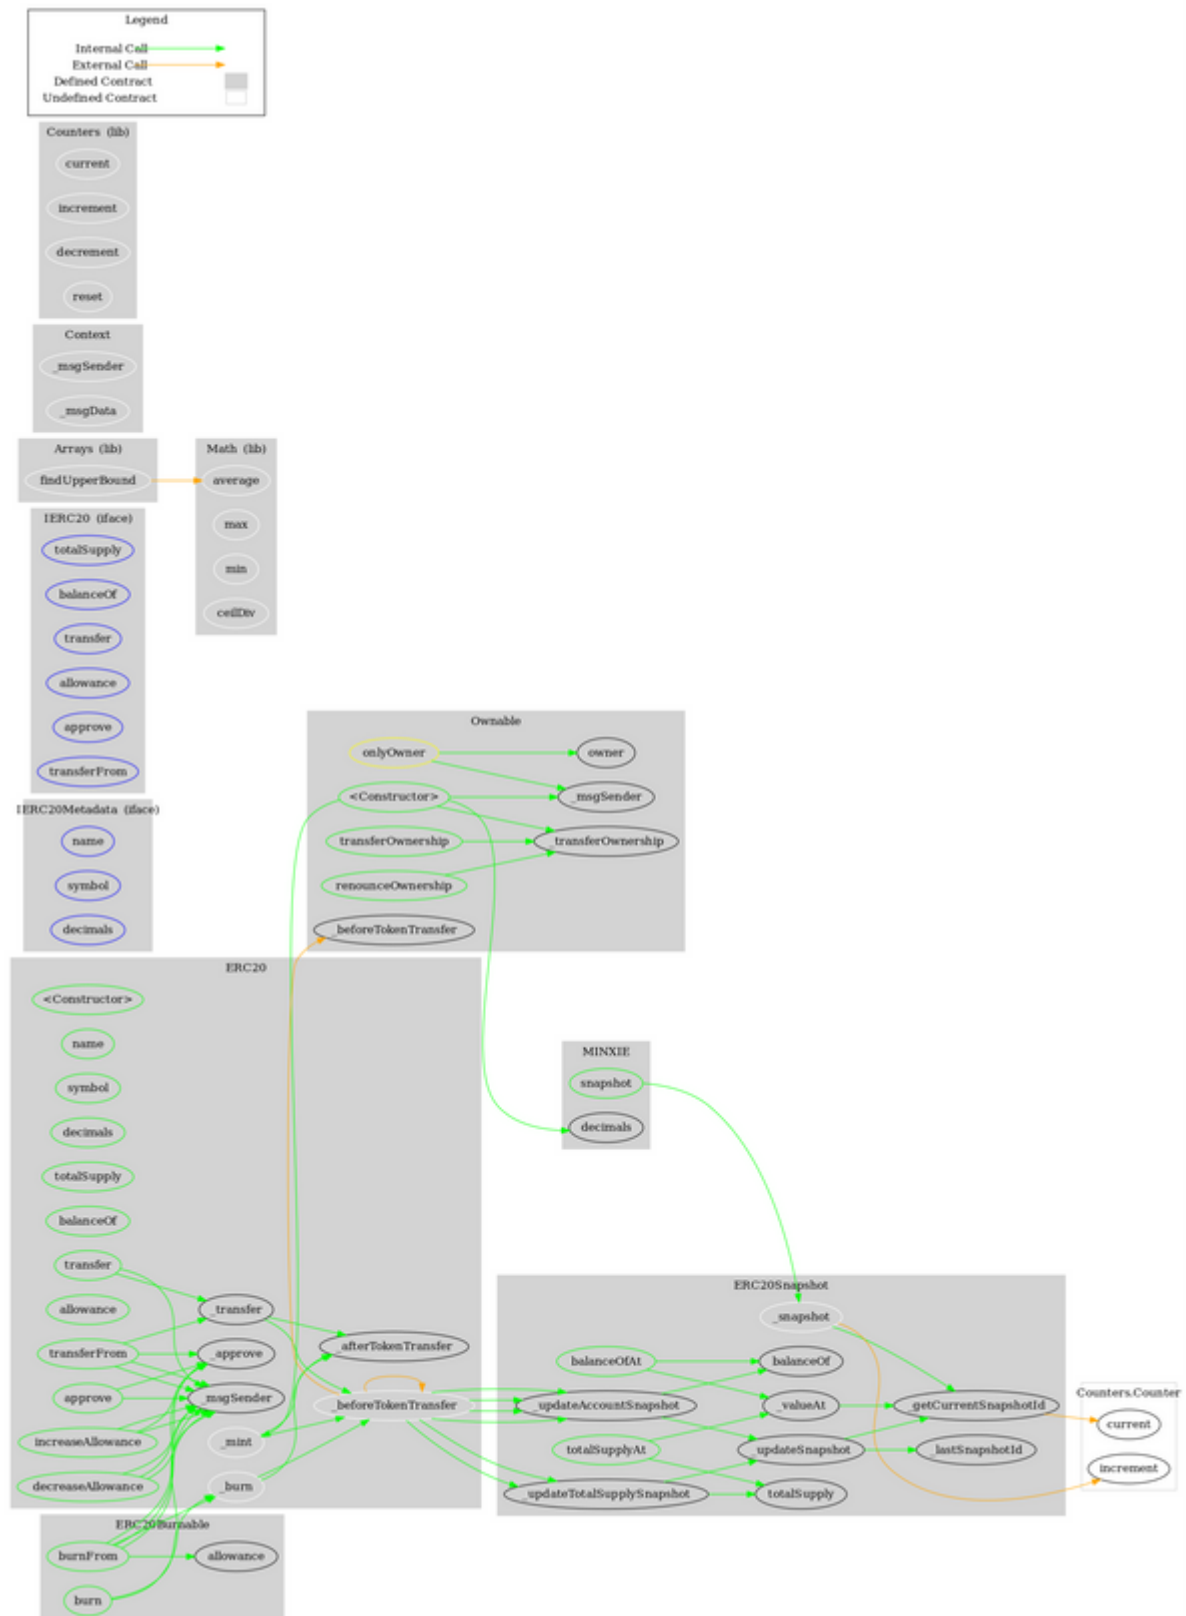 Legend
Internal Call
External Call
Defined Contract
Undefined Contract
Counters (lib)
current
increment
decrement
reset
Context
_msgSender
_msgData
Arrays (lib)
findUpperBound
Math (lib)
average
max
min
ceilDiv
IERC20 (iface)
totalSupply
balanceOf
transfer
allowance
approve
transferFrom
IERC20Metadata (iface)
name
symbol
decimals
Ownable
onlyOwner
owner
<Constructor>
_msgSender
transferOwnership
_transferOwnership
renounceOwnership
_beforeTokenTransfer
ERC20
<Constructor>
name
symbol
decimals
totalSupply
balanceOf
transfer
allowance
_transfer
transferFrom
_approve
_afterTokenTransfer
approve
_msgSender
_beforeTokenTransfer
increaseAllowance
_mint
decreaseAllowance
_burn
MINXIE
snapshot
decimals
ERC20Snapshot
_snapshot
balanceOfAt
balanceOf
_updateAccountSnapshot
_valueAt
_getCurrentSnapshotId
totalSupplyAt
_updateSnapshot
_lastSnapshotId
_updateTotalSupplySnapshot
totalSupply
Counters.Counter
current
increment
ERC20Burnable
burnFrom
allowance
burn